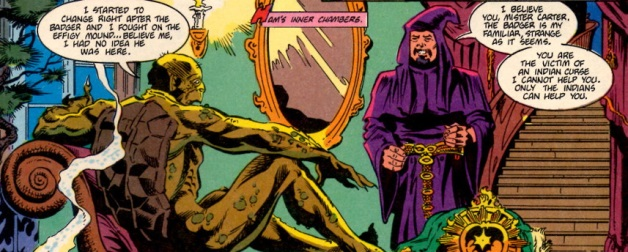 I STARTED TO
CHANGE RIGHT AFTER THE
BADGER AND I FOUGHT ON THE
EFFIGY MOUND... BELIEVE ME,
I HAD NO IDEA HE
WAS HERE.
HAM'S INNER CHAMBERS.
I BELIEVE
YOU, MISTER CARTER,
THE BADGER IS MY
FAMILIAR, STRANGE
AS IT SEEMS.
YOU ARE
THE VICTIM OF
AN INDIAN CURSE
I CANNOT HELP YOU.
ONLY THE INDIANS
CAN HELP YOU.